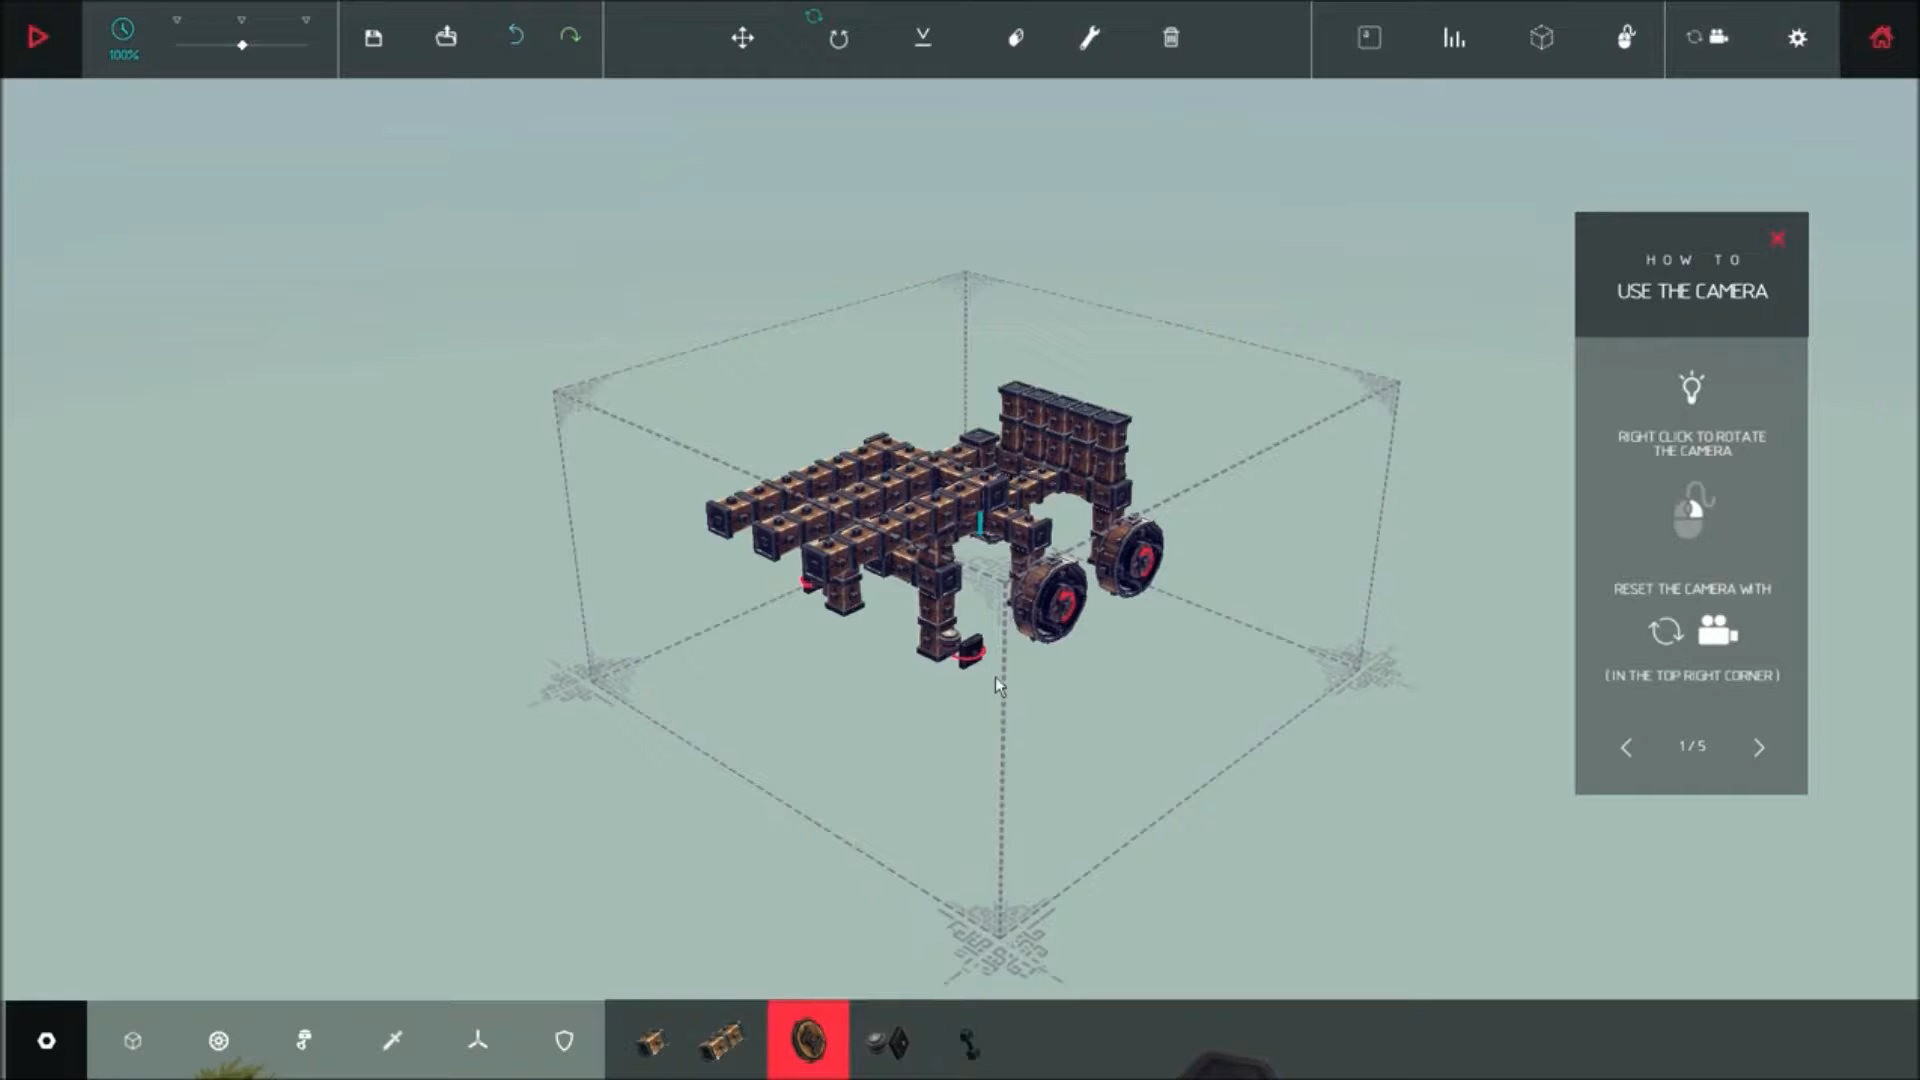 100%
HOW TO
USE THE CAMERA
RIGHT CLICK TO ROTATE
THE CAMERA
RESET THE CAMERA WITH
( IN THE TOP RIGHT CORNER )
1/5